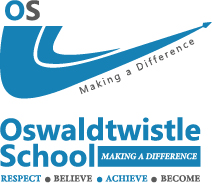 OS
Making a Difference
Oswaldtwistle
School MAKING A DIFFERENCE
RESPECT ● BELIEVE ● ACHIEVE ● BECOME